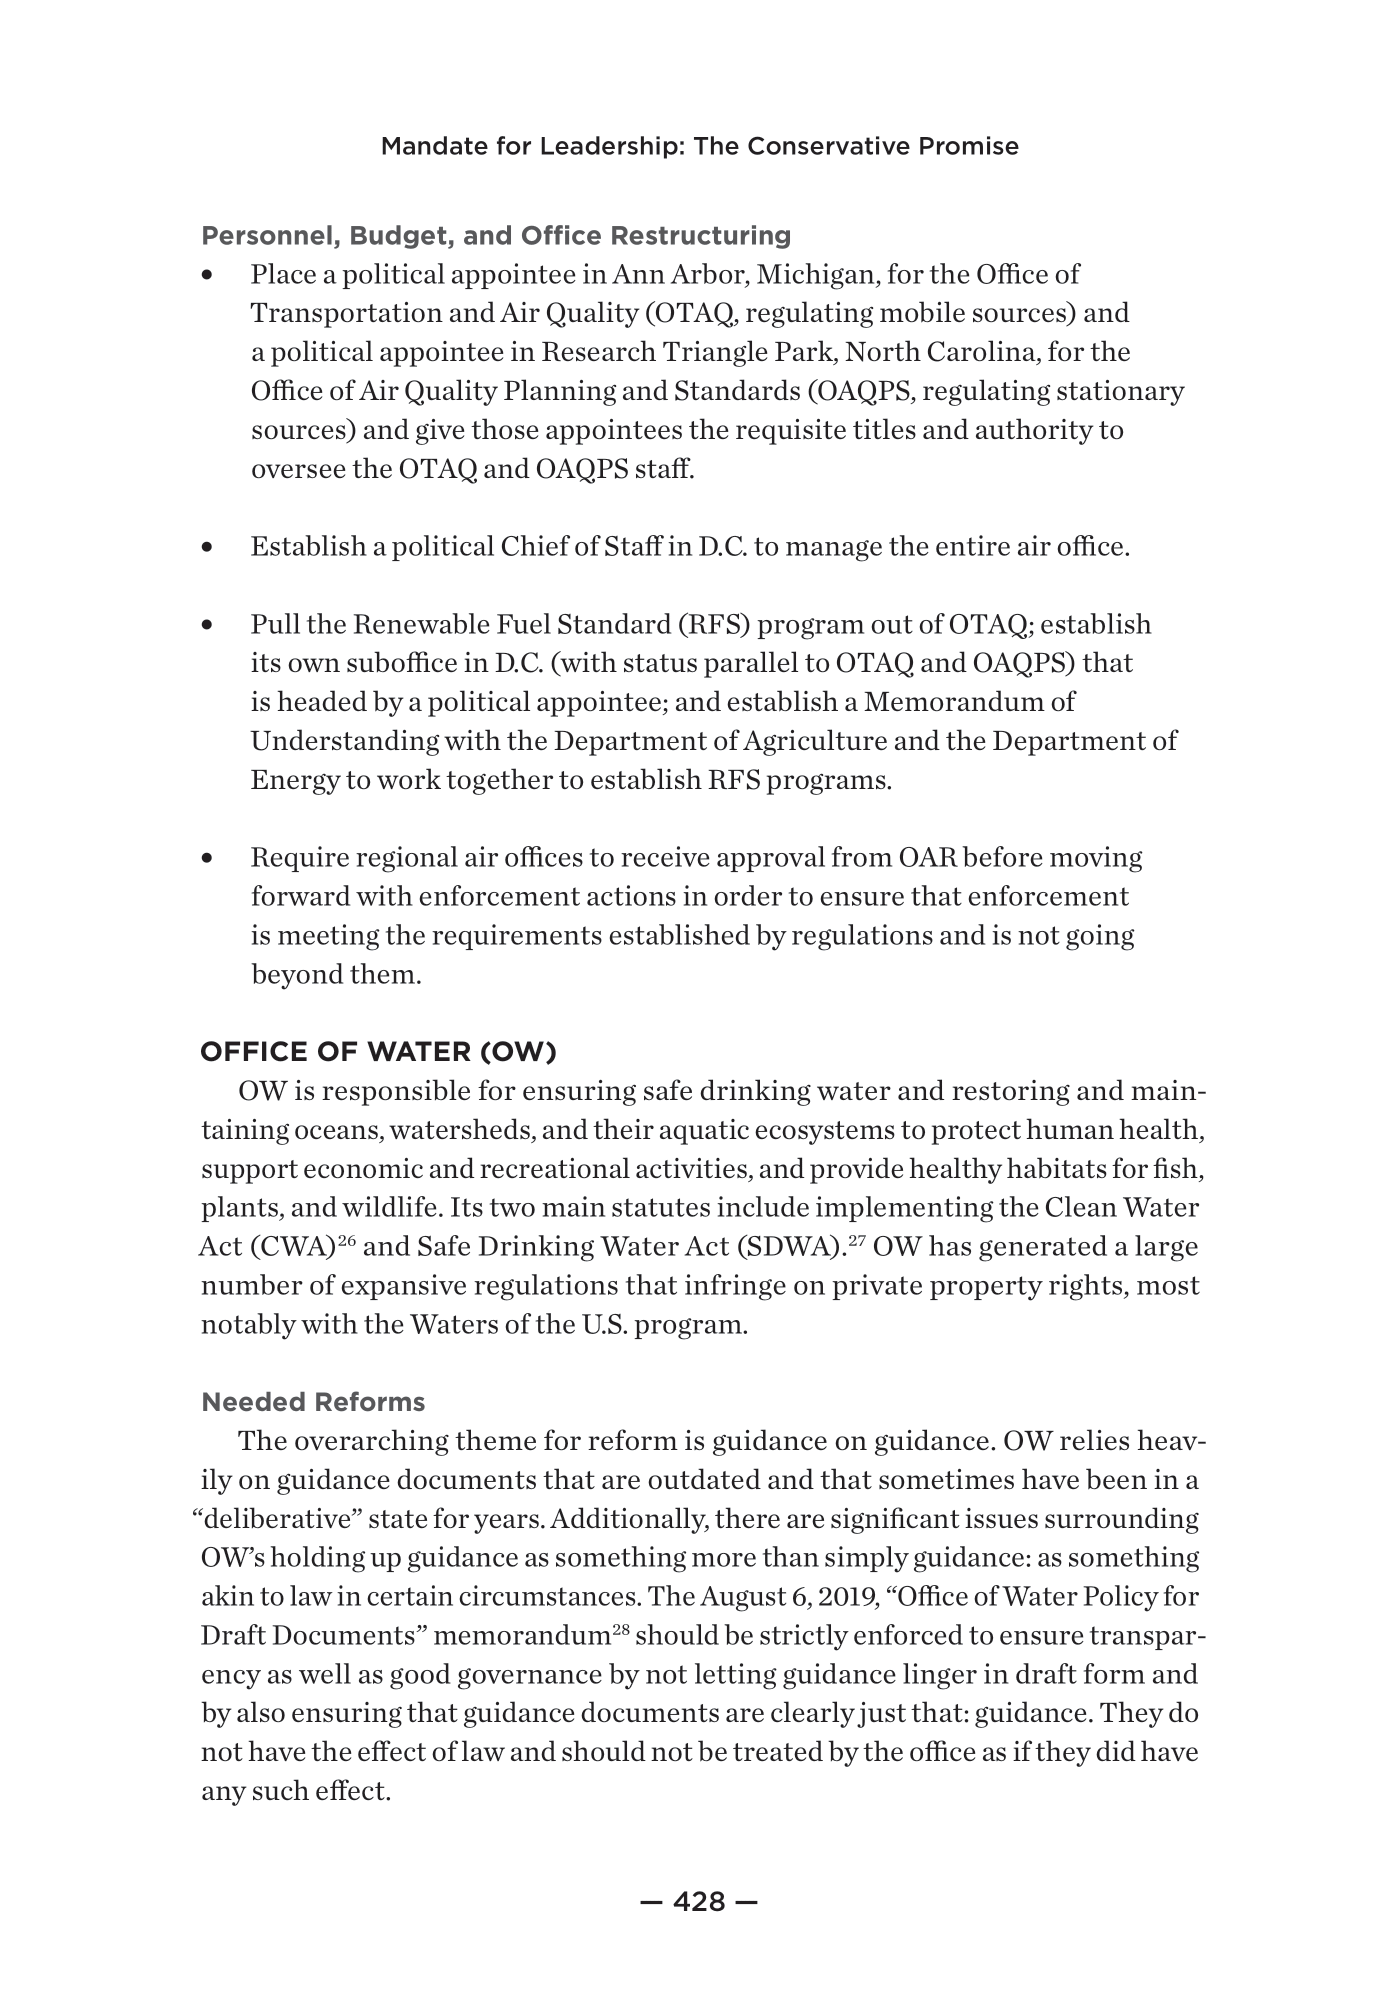 Mandate for Leadership: The Conservative Promise
Personnel, Budget, and Office Restructuring
• Place a political appointee in Ann Arbor, Michigan, for the Office of
Transportation and Air Quality (OTAQ, regulating mobile sources) and
a political appointee in Research Triangle Park, North Carolina, for the
Office of Air Quality Planning and Standards (OAQPS, regulating stationary
sources) and give those appointees the requisite titles and authority to
oversee the OTAQ and OAQPS staff.
• Establish a political Chief of Staff in D.C. to manage the entire air office.
• Pull the Renewable Fuel Standard (RFS) program out of OTAQ; establish
its own suboffice in D.C. (with status parallel to OTAQ and OAQPS) that
is headed by a political appointee; and establish a Memorandum of
Understanding with the Department of Agriculture and the Department of
Energy to work together to establish RFS programs.
• Require regional air offices to receive approval from OAR before moving
forward with enforcement actions in order to ensure that enforcement
is meeting the requirements established by regulations and is not going
beyond them.
OFFICE OF WATER (OW)
OW is responsible for ensuring safe drinking water and restoring and main-
taining oceans, watersheds, and their aquatic ecosystems to protect human health,
support economic and recreational activities, and provide healthy habitats for fish,
plants, and wildlife. Its two main statutes include implementing the Clean Water
Act (CWA)²⁶ and Safe Drinking Water Act (SDWA).²⁷ OW has generated a large
number of expansive regulations that infringe on private property rights, most
notably with the Waters of the U.S. program.
Needed Reforms
The overarching theme for reform is guidance on guidance. OW relies heav-
ily on guidance documents that are outdated and that sometimes have been in a
“deliberative” state for years. Additionally, there are significant issues surrounding
OW’s holding up guidance as something more than simply guidance: as something
akin to law in certain circumstances. The August 6, 2019, “Office of Water Policy for
Draft Documents” memorandum²⁸ should be strictly enforced to ensure transpar-
ency as well as good governance by not letting guidance linger in draft form and
by also ensuring that guidance documents are clearly just that: guidance. They do
not have the effect of law and should not be treated by the office as if they did have
any such effect.
— 428 —